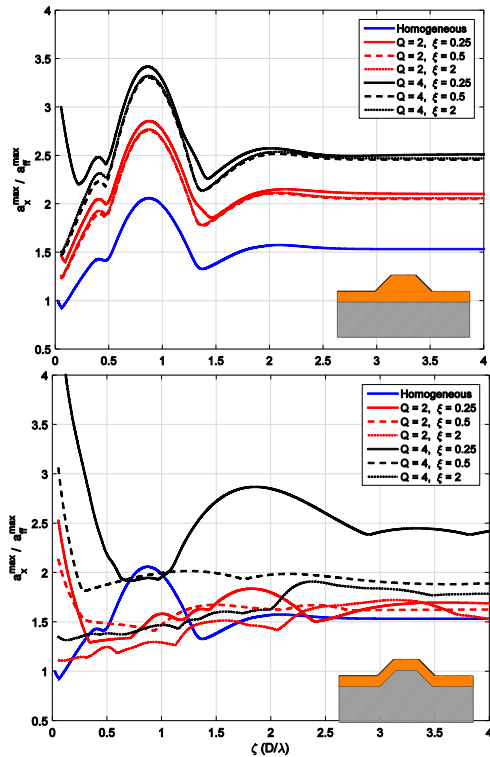 4
3.5
3
2.5
2
1.5
1
0.5
a_x^max / a_ff^max
Homogeneous
Q = 2, ξ = 0.25
Q = 2, ξ = 0.5
Q = 2, ξ = 2
Q = 4, ξ = 0.25
Q = 4, ξ = 0.5
Q = 4, ξ = 2
0 0.5 1 1.5 2 2.5 3 3.5 4
4
3.5
3
2.5
2
1.5
1
0.5
a_x^max / a_ff^max
Homogeneous
Q = 2, ξ = 0.25
Q = 2, ξ = 0.5
Q = 2, ξ = 2
Q = 4, ξ = 0.25
Q = 4, ξ = 0.5
Q = 4, ξ = 2
0 0.5 1 1.5 2 2.5 3 3.5 4
ζ (D/λ)